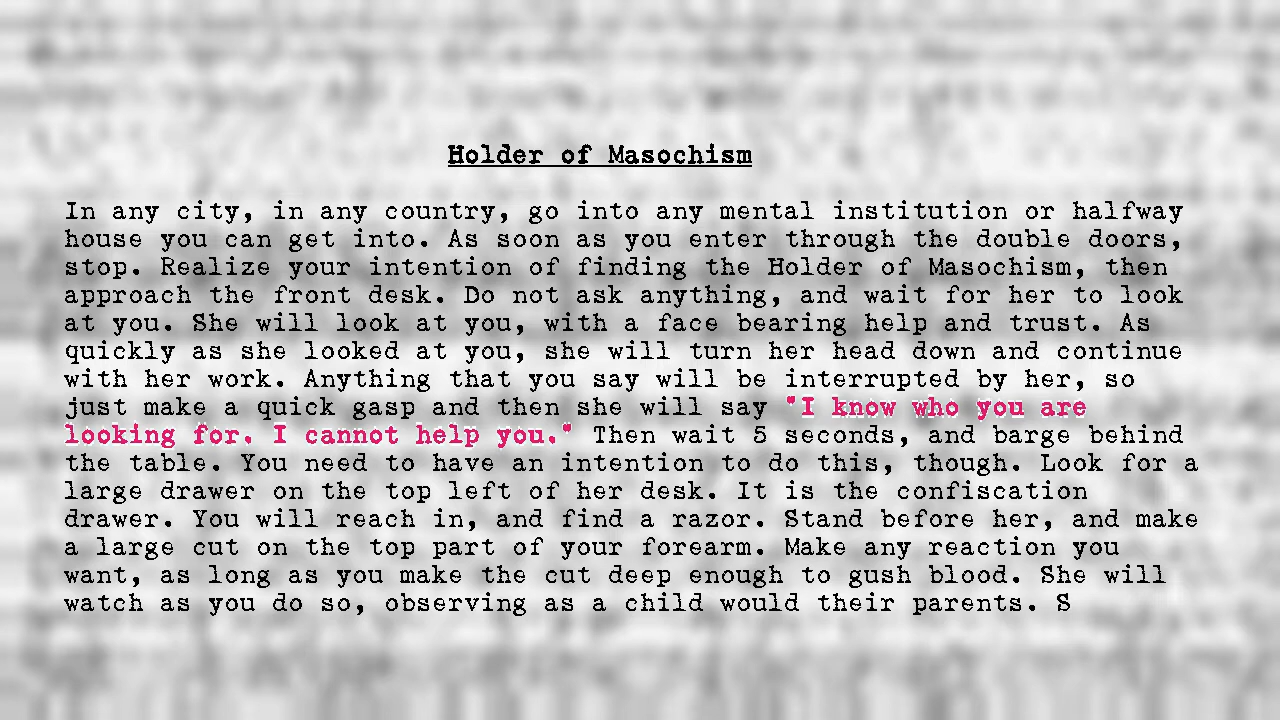 Holder of Masochism
In any city, in any country, go into any mental institution or halfway
house you can get into. As soon as you enter through the double doors,
stop. Realize your intention of finding the Holder of Masochism, then
approach the front desk. Do not ask anything, and wait for her to look
at you. She will look at you, with a face bearing help and trust. As
quickly as she looked at you, she will turn her head down and continue
with her work. Anything that you say will be interrupted by her, so
just make a quick gasp and then she will say "I know who you are
looking for. I cannot help you." Then wait 5 seconds, and barge behind
the table. You need to have an intention to do this, though. Look for a
large drawer on the top left of her desk. It is the confiscation
drawer. You will reach in, and find a razor. Stand before her, and make
a large cut on the top part of your forearm. Make any reaction you
want, as long as you make the cut deep enough to gush blood. She will
watch as you do so, observing as a child would their parents. S